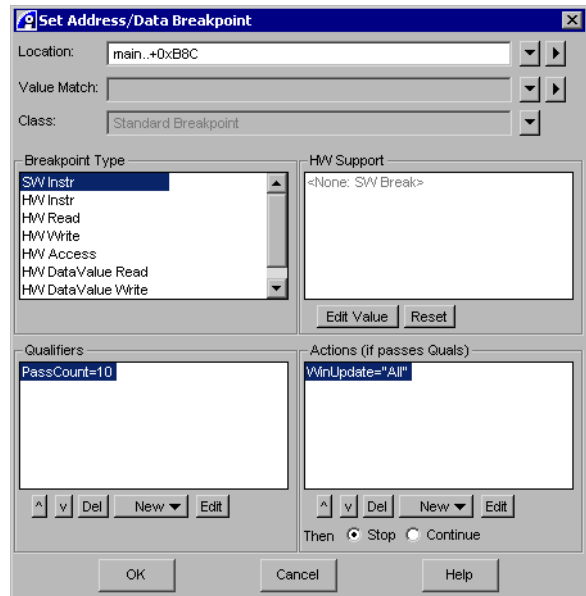 Set Address/Data Breakpoint
Location: main..+0xB8C
Value Match:
Class: Standard Breakpoint
Breakpoint Type
SW Instr
HW Instr
HW Read
HW Write
HW Access
HW DataValue Read
HW DataValue Write
HW Support
<None: SW Break>
Edit Value Reset
Qualifiers
PassCount=10
^ v Del New Edit
Actions (if passes Quals)
WinUpdate="All"
^ v Del New Edit
Then Stop Continue
OK Cancel Help